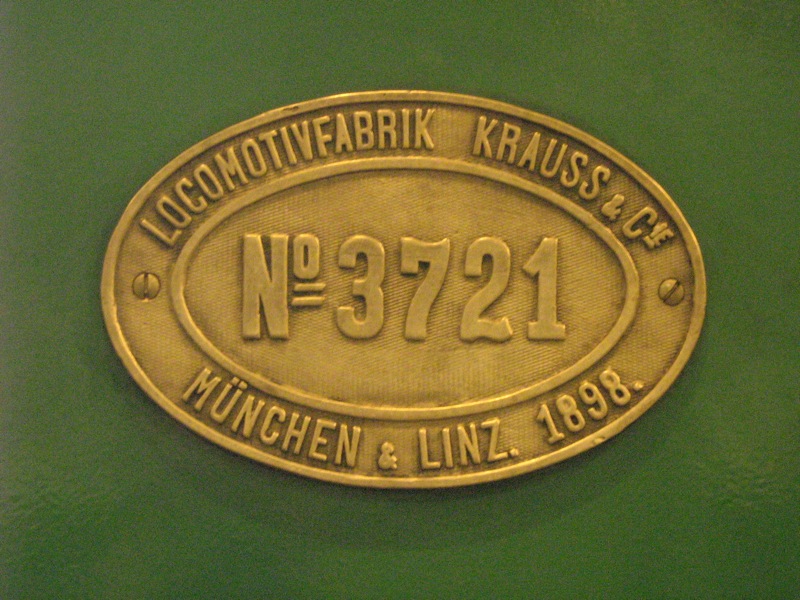 LOCOMOTIVFABRIK KRAUSS & CIE
No 3721
MÜNCHEN & LINZ. 1898.